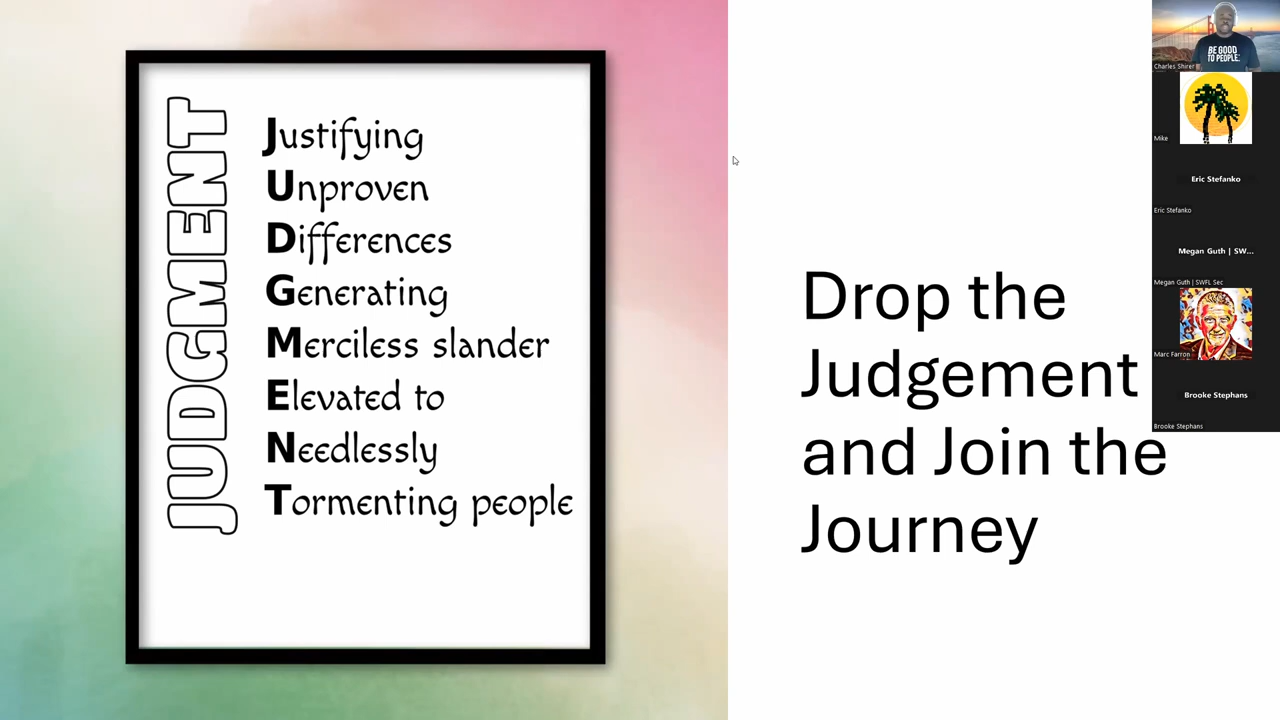 JUDGMENT
Justifying
Unproven
Differences
Generating
Merciless slander
Elevated to
Needlessly
Tormenting people
Drop the
Judgement
and Join the
Journey
BE GOOD
TO PEOPLE
Charles Shirer
Mike
Eric Stefanko
Eric Stefanko
Megan Guth | SW...
Megan Guth | SWFL Sec
Marc Farron
Brooke Stephans
Brooke Stephans